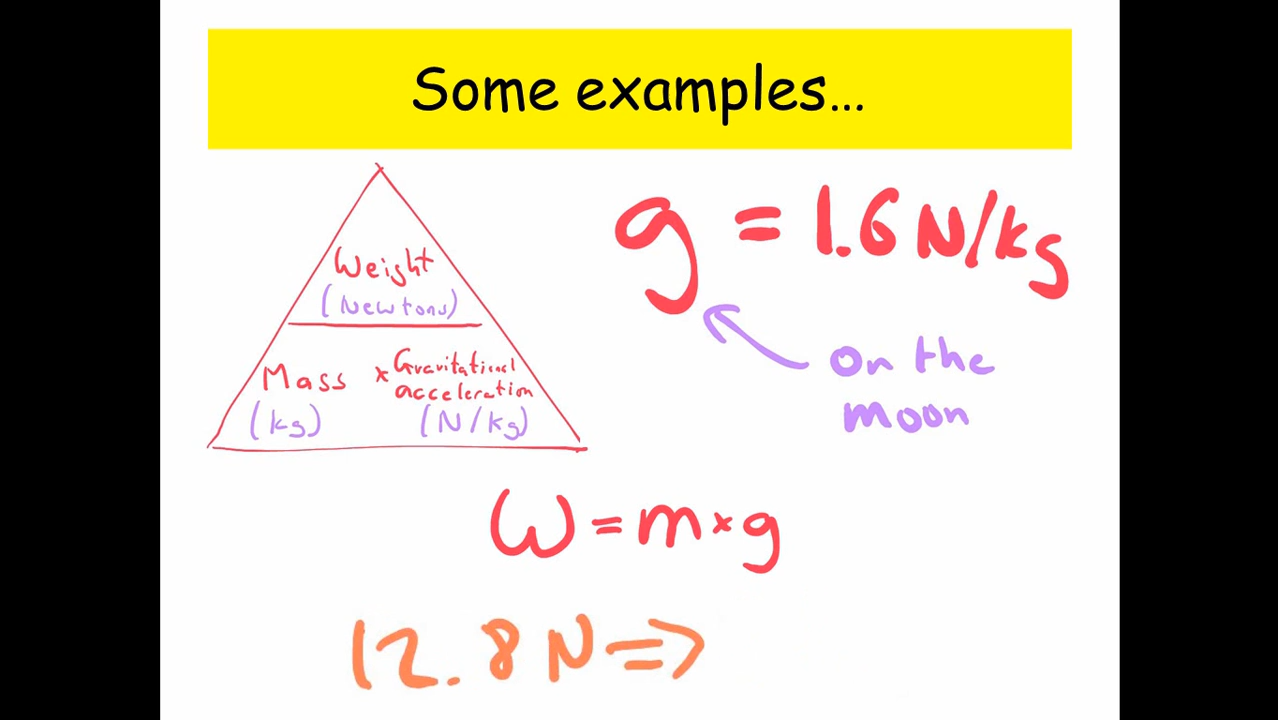 Some examples...
Weight
(Newtons)
Mass × Gravitational acceleration
(kg) (N/kg)
g = 1.6 N/kg
On the
moon
W = m × g
12.8 N =>